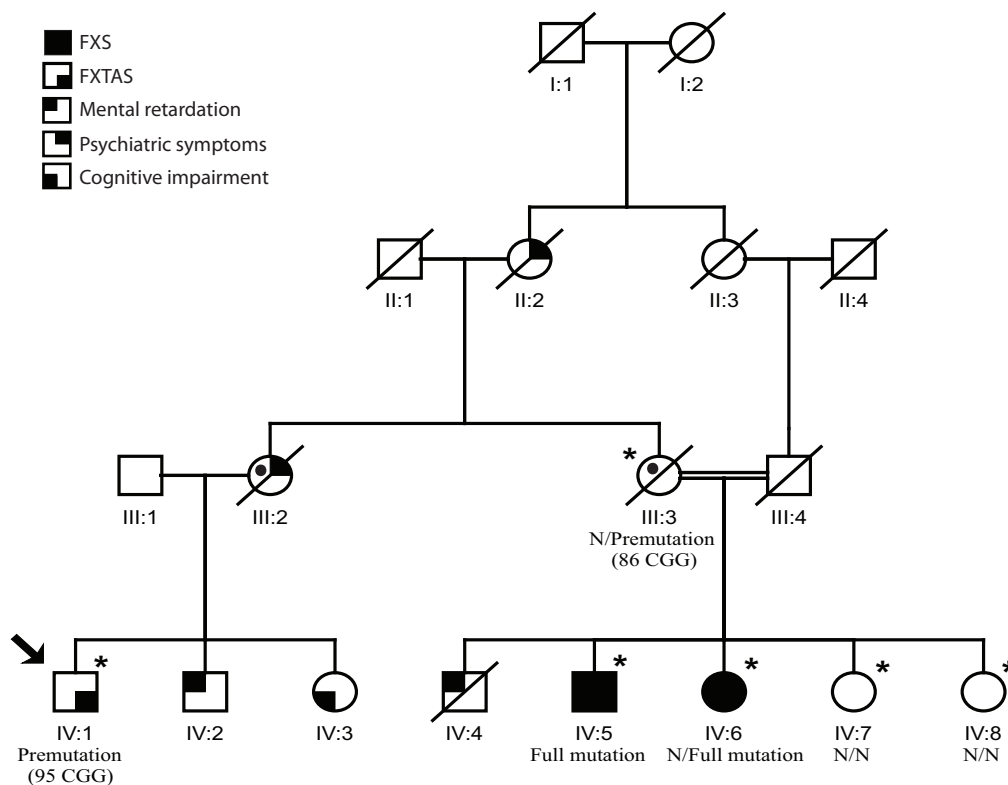 FXS
FXTAS
Mental retardation
Psychiatric symptoms
Cognitive impairment
I:1 I:2
II:1 II:2 II:3 II:4
* 
III:1 III:2 III:3 III:4
N/Premutation
(86 CGG)
* * * * *
IV:1 IV:2 IV:3 IV:4 IV:5 IV:6 IV:7 IV:8
Premutation Full mutation N/Full mutation N/N N/N
(95 CGG)